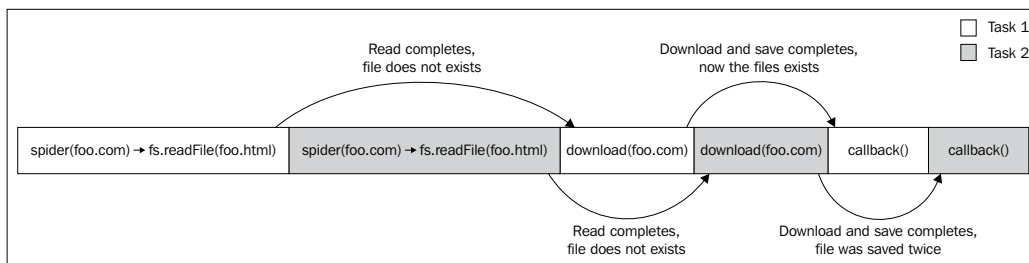 Task 1
Task 2
Read completes,
file does not exists
Download and save completes,
now the files exists
spider(foo.com) → fs.readFile(foo.html)
spider(foo.com) → fs.readFile(foo.html)
download(foo.com)
download(foo.com)
callback()
callback()
Read completes,
file does not exists
Download and save completes,
file was saved twice